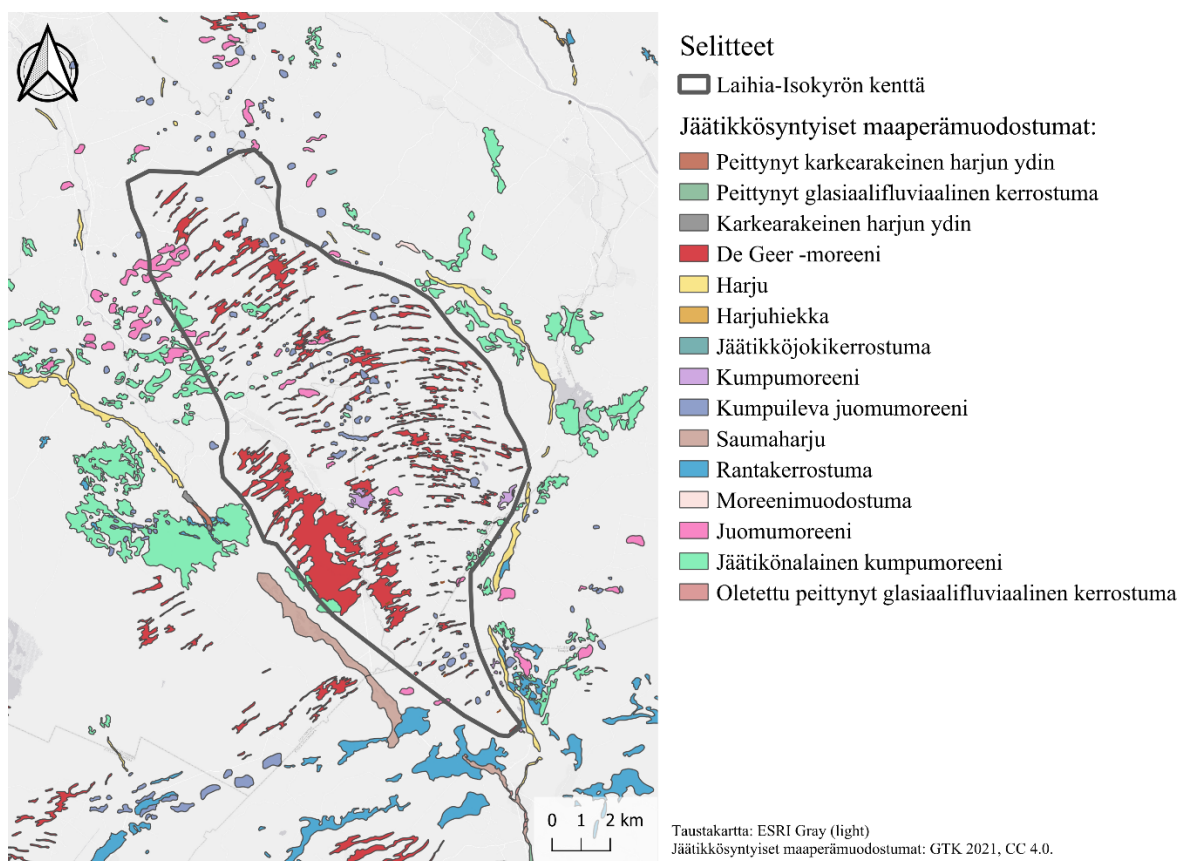 Selitteet
Laihia-Isokyrön kenttä
Jäätikkösyntyiset maaperämuodostumat:
Peittynyt karkearakeinen harjun ydin
Peittynyt glasiaalifluviaalinen kerrostuma
Karkearakeinen harjun ydin
De Geer -moreeni
Harju
Harjuhiekka
Jäätikköjokikerrostuma
Kumpumoreeni
Kumpuileva juomumoreeni
Saumaharju
Rantakerrostuma
Moreenimuodostuma
Juomumoreeni
Jäätikönalainen kumpumoreeni
Oletettu peittynyt glasiaalifluviaalinen kerrostuma
0 1 2 km
Taustakartta: ESRI Gray (light)
Jäätikkösyntyiset maaperämuodostumat: GTK 2021, CC 4.0.